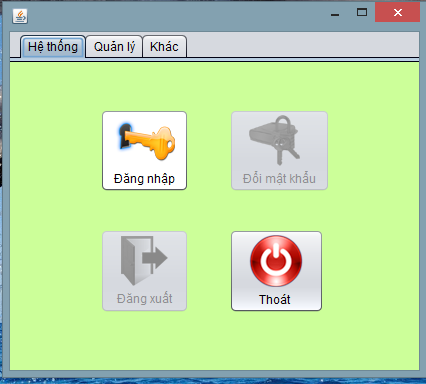 Hệ thống Quản lý Khác
Đăng nhập Đổi mật khẩu
Đăng xuất Thoát